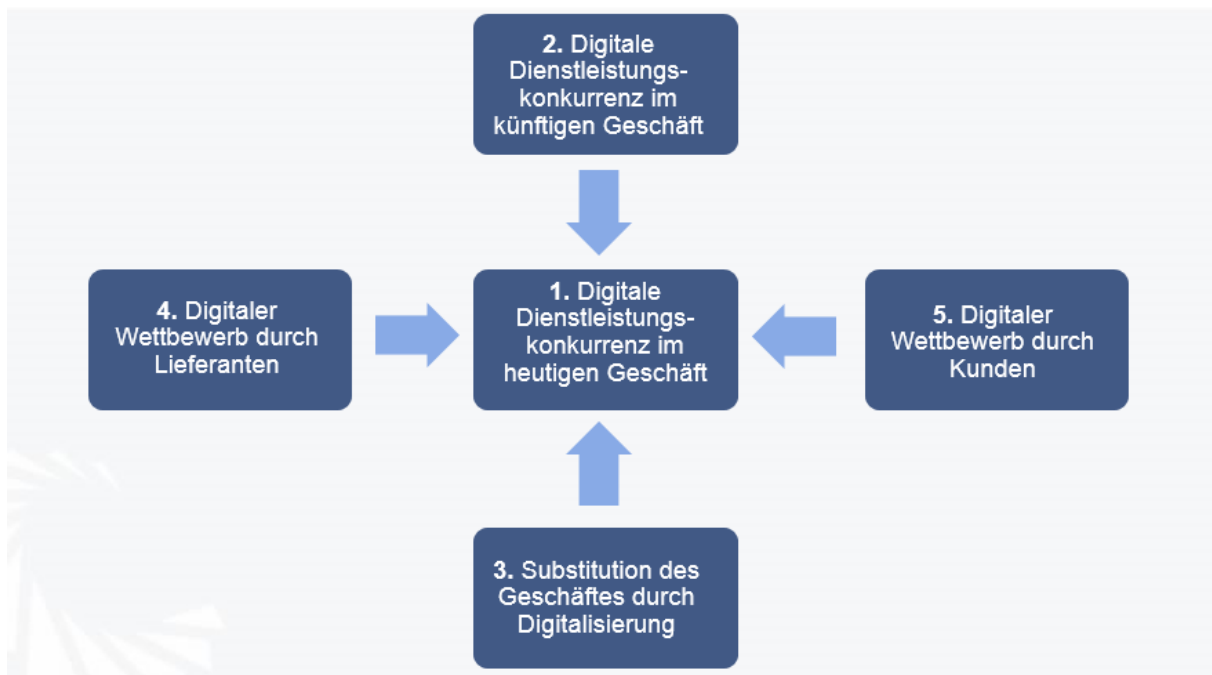 2. Digitale
Dienstleistungs-
konkurrenz im
künftigen Geschäft
4. Digitaler
Wettbewerb durch
Lieferanten
1. Digitale
Dienstleistungs-
konkurrenz im
heutigen Geschäft
5. Digitaler
Wettbewerb durch
Kunden
3. Substitution des
Geschäftes durch
Digitalisierung